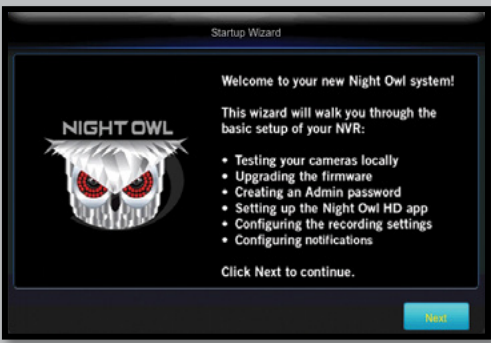 Startup Wizard
NIGHT OWL
Welcome to your new Night Owl system!
This wizard will walk you through the
basic setup of your NVR:
• Testing your cameras locally
• Upgrading the firmware
• Creating an Admin password
• Setting up the Night Owl HD app
• Configuring the recording settings
• Configuring notifications
Click Next to continue.
Next